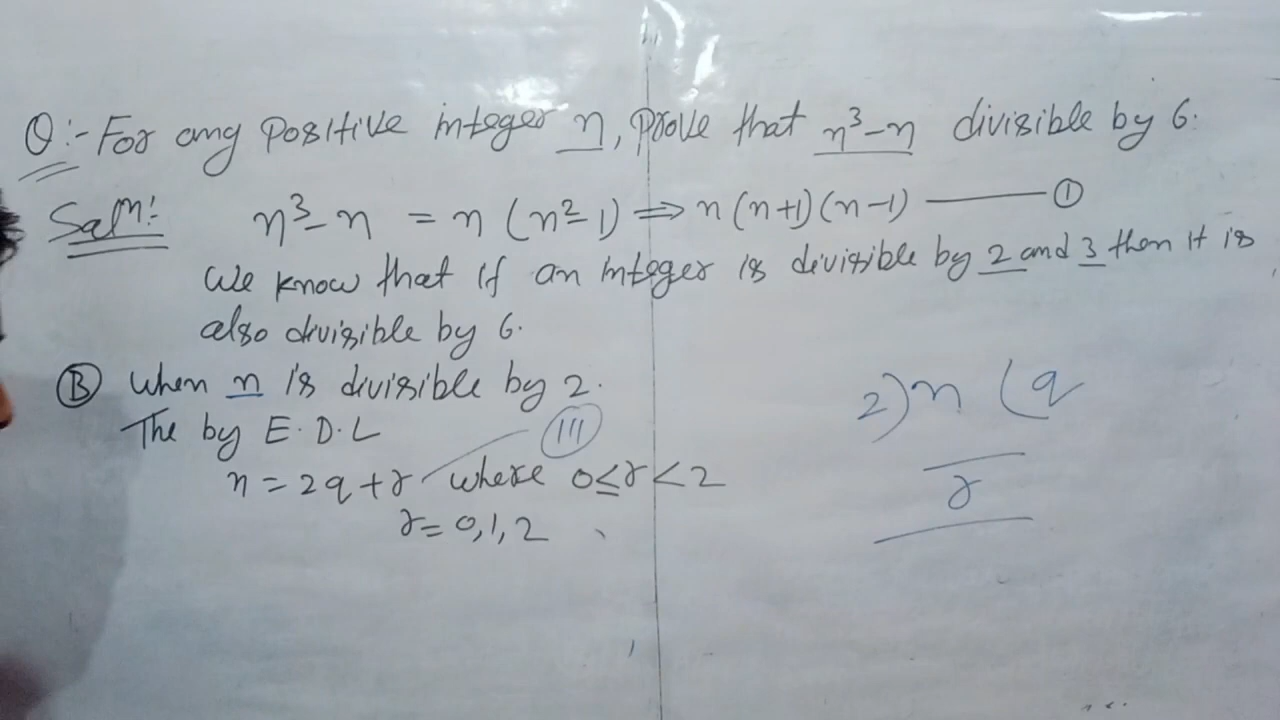 Q:- For any Positive integer n, prove that n³-n divisible by 6.
Solⁿ: n³-n = n(n²-1) ⇒ n(n+1)(n-1) —— ①
We know that if an integer is divisible by 2 and 3 then it is
also divisible by 6.
Ⓑ When n is divisible by 2.
The by E.D.L
(III)
n = 2q+r where 0≤r<2
r=0,1,2
2)n(q
r